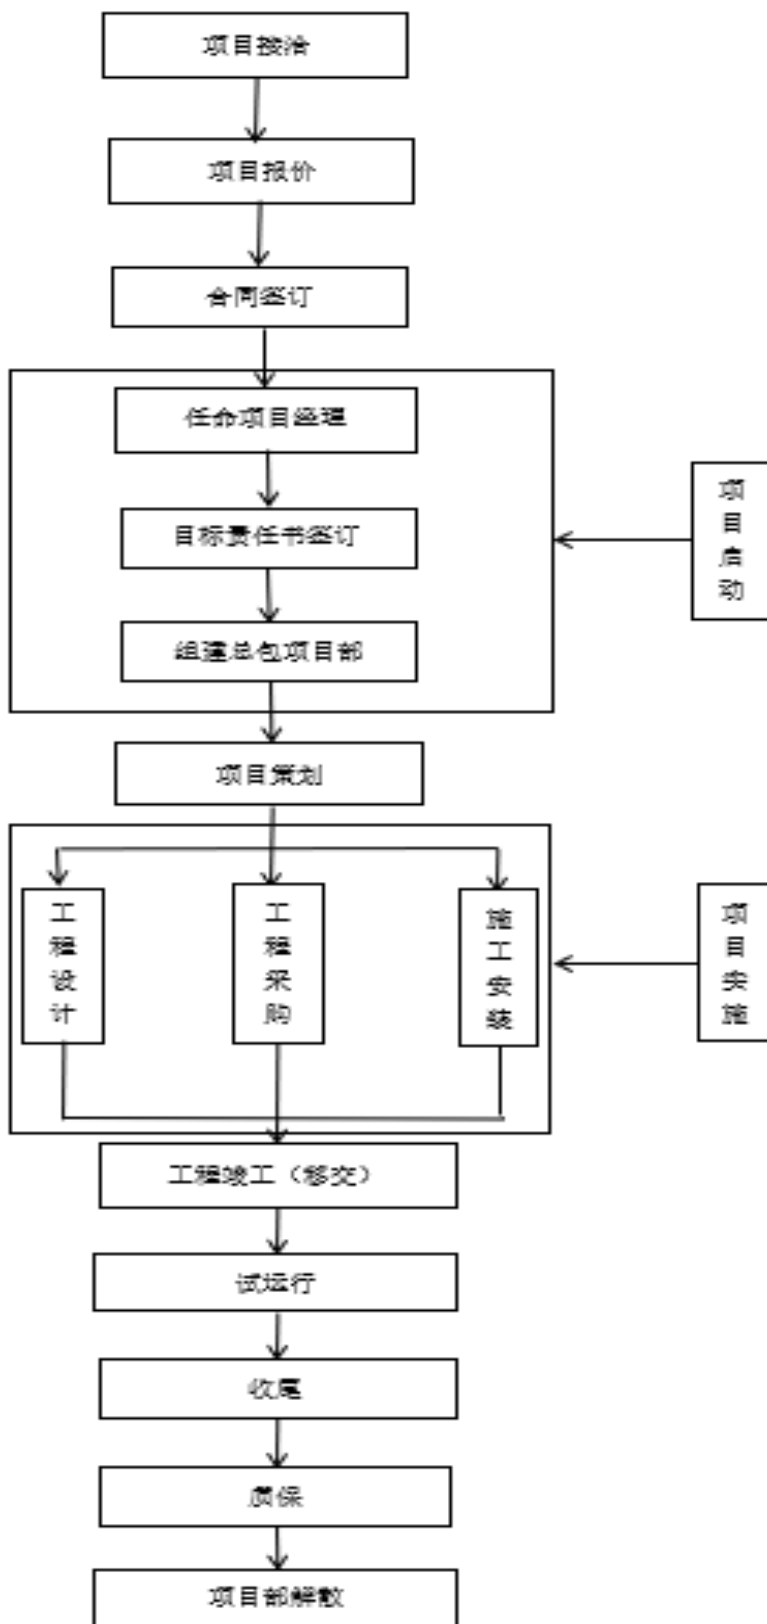 项目接洽
项目报价
合同签订
任命项目经理
目标责任书签订
组建总包项目部
项目启动
项目策划
工程设计
工程采购
施工安装
项目实施
工程竣工（移交）
试运行
收尾
质保
项目部解散